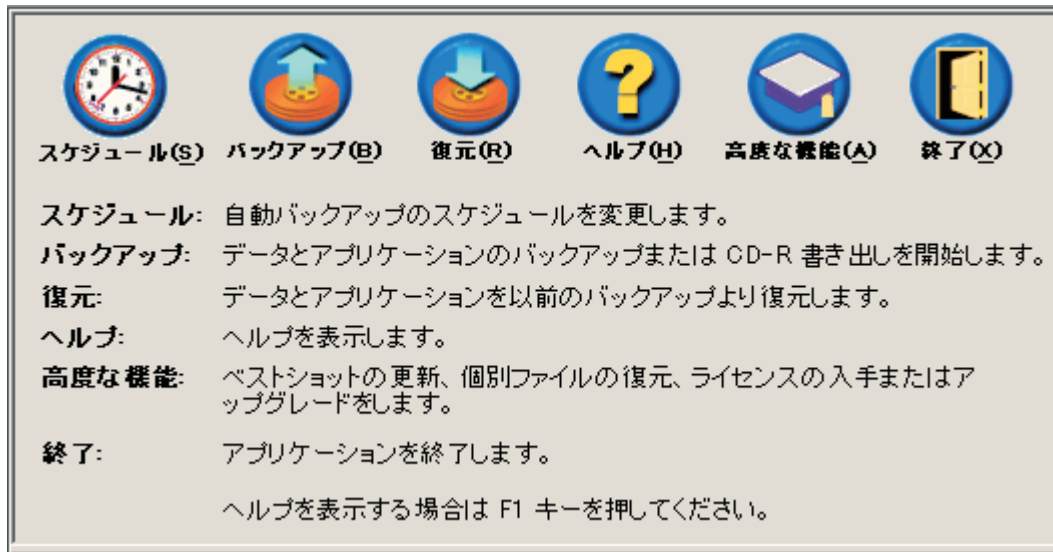 スケジュール(S) バックアップ(B) 復元(R) ヘルプ(H) 高度な機能(A) 終了(X)
スケジュール: 自動バックアップのスケジュールを変更します。
バックアップ: データとアプリケーションのバックアップまたは CD-R 書き出しを開始します。
復元: データとアプリケーションを以前のバックアップより復元します。
ヘルプ: ヘルプを表示します。
高度な機能: ベストショットの更新、個別ファイルの復元、ライセンスの入手またはア
ップグレードをします。
終了: アプリケーションを終了します。
ヘルプを表示する場合は F1 キーを押してください。